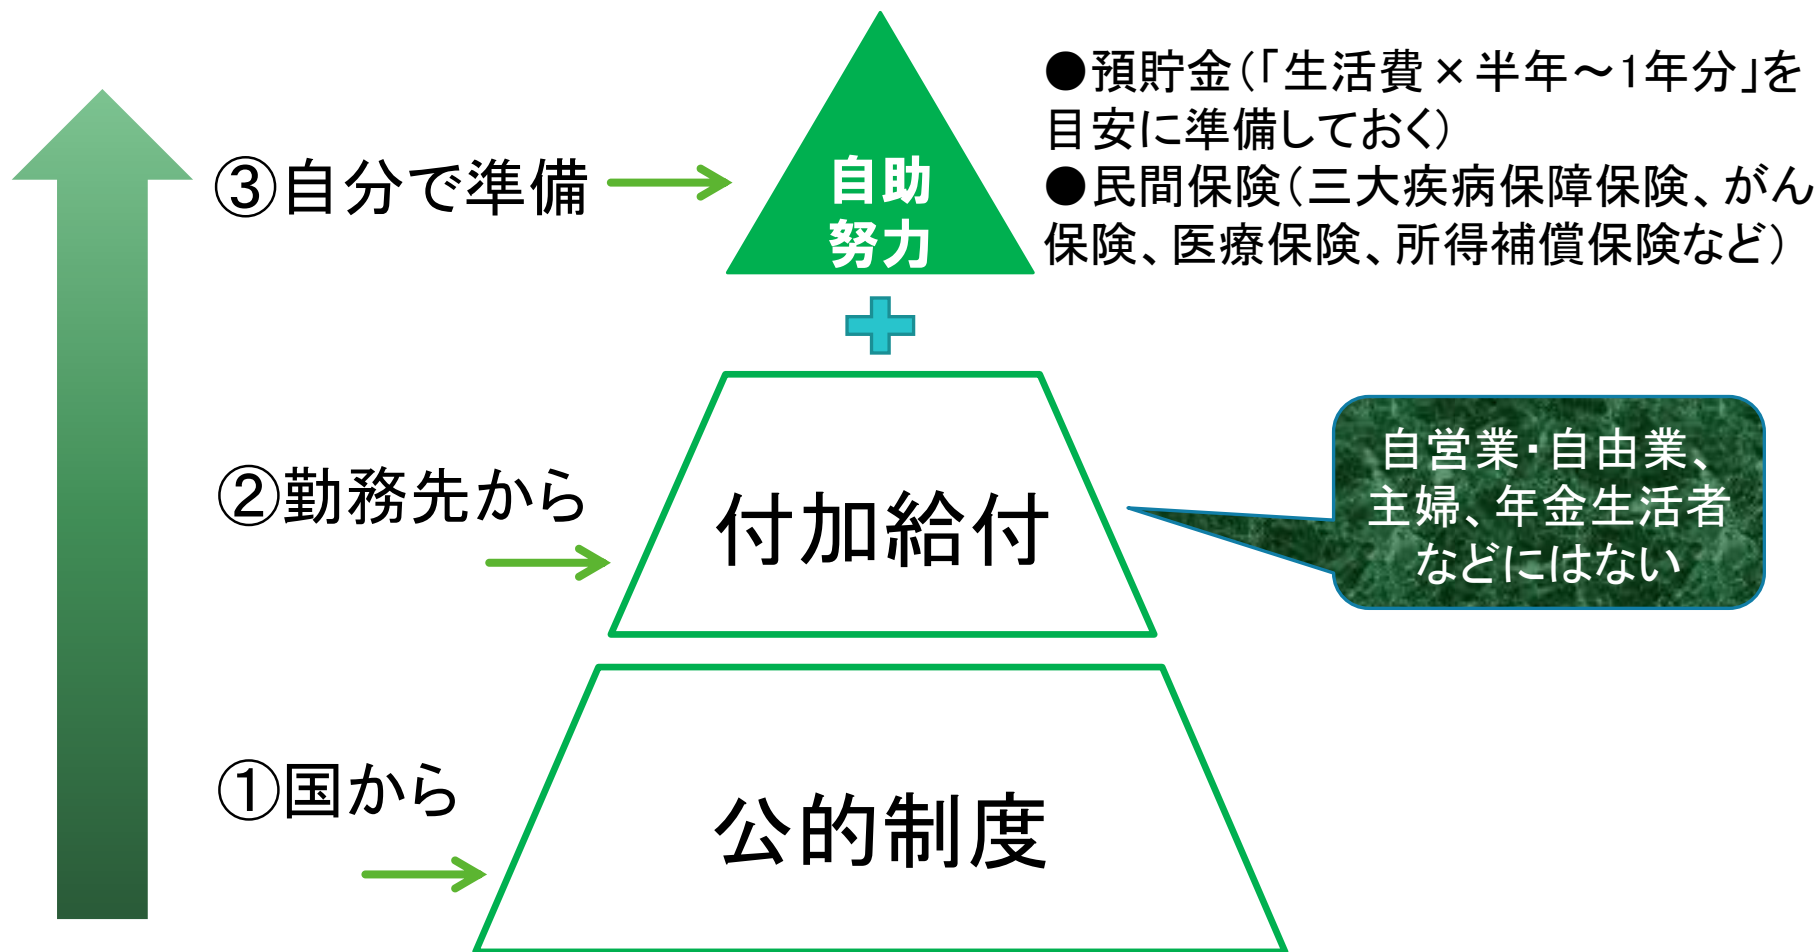 ●預貯金(「生活費×半年～1年分」を
目安に準備しておく)
●民間保険(三大疾病保障保険、がん
保険、医療保険、所得補償保険など)
③自分で準備
自助
努力
②勤務先から
付加給付
自営業・自由業、
主婦、年金生活者
などにはない
①国から
公的制度